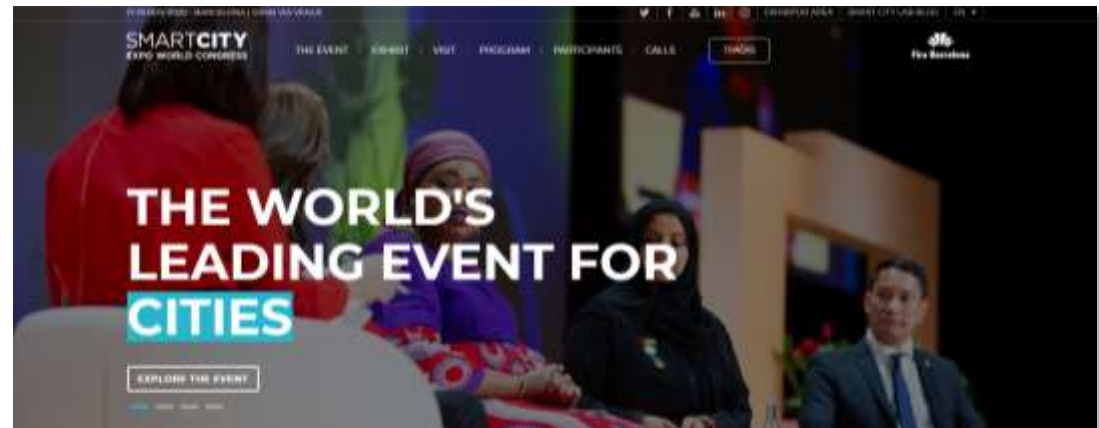 SMARTCITY
EXPO WORLD CONGRESS
THE EVENT EXHIBIT VISIT PROGRAM PARTICIPANTS CALLS
Fira Barcelona
THE WORLD'S
LEADING EVENT FOR
CITIES
EXPLORE THE EVENT